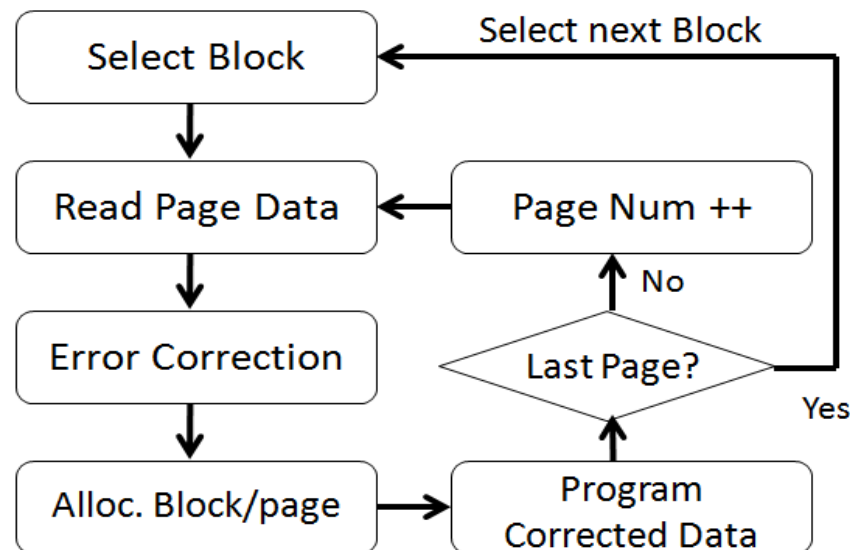 Select Block
Select next Block
Read Page Data
Page Num ++
No
Error Correction
Last Page?
Yes
Alloc. Block/page
Program
Corrected Data